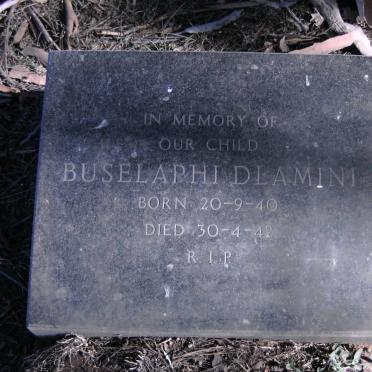 IN MEMORY OF
OUR CHILD
BUSELAPHI DLAMINI
BORN 20-9-40
DIED 30-4-42
R.I.P